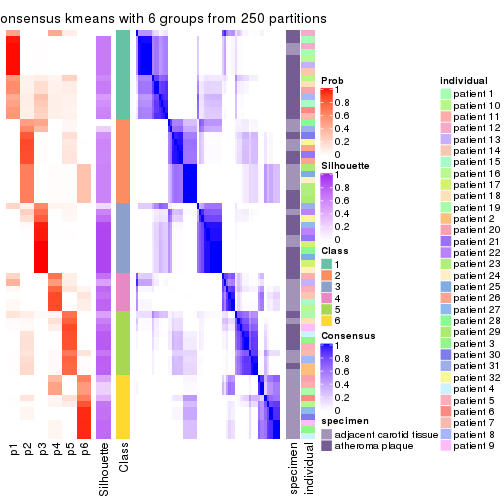 onsensus kmeans with 6 groups from 250 partitions
p1
p2
p3
p4
p5
p6
Silhouette
Class
specimen
individual
Prob
1
0.8
0.6
0.4
0.2
0
Silhouette
1
0.8
0.6
0.4
0.2
0
Class
1
2
3
4
5
6
Consensus
1
0.8
0.6
0.4
0.2
0
specimen
adjacent carotid tissue
atheroma plaque
individual
patient 1
patient 10
patient 11
patient 12
patient 13
patient 14
patient 15
patient 16
patient 17
patient 18
patient 19
patient 2
patient 20
patient 21
patient 22
patient 23
patient 24
patient 25
patient 26
patient 27
patient 28
patient 29
patient 3
patient 30
patient 31
patient 32
patient 4
patient 5
patient 6
patient 7
patient 8
patient 9